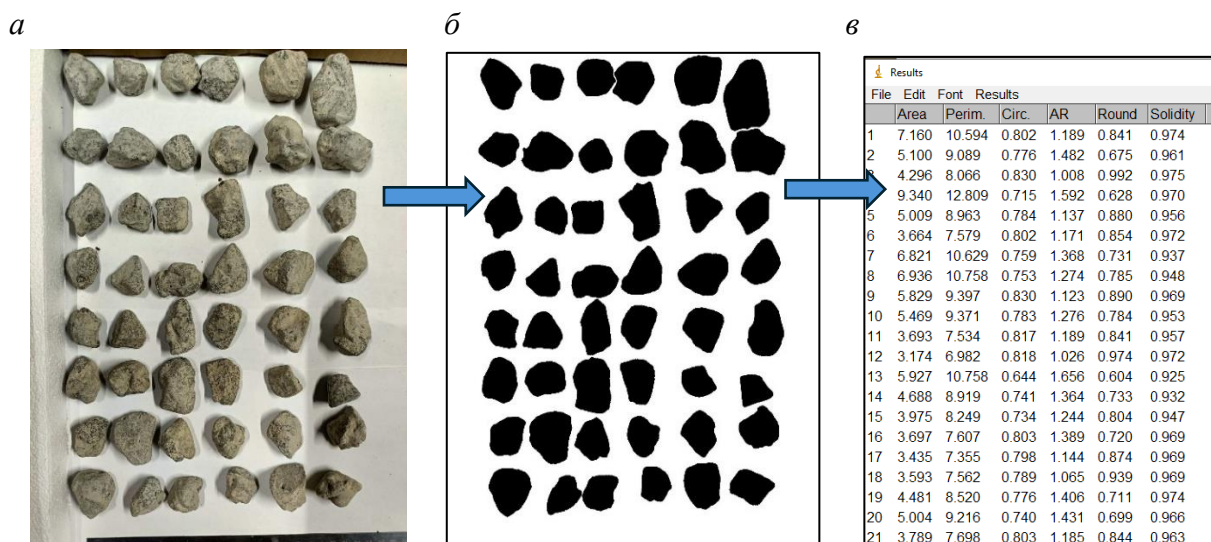 а
б
в
Results
File Edit Font Results
Area Perim. Circ. AR Round Solidity
1 7.160 10.594 0.802 1.189 0.841 0.974
2 5.100 9.089 0.776 1.482 0.675 0.961
3 4.296 8.066 0.830 1.008 0.992 0.975
9.340 12.809 0.715 1.592 0.628 0.970
5 5.009 8.963 0.784 1.137 0.880 0.956
6 3.664 7.579 0.802 1.171 0.854 0.972
7 6.821 10.629 0.759 1.368 0.731 0.937
8 6.936 10.758 0.753 1.274 0.785 0.948
9 5.829 9.397 0.830 1.123 0.890 0.969
10 5.469 9.371 0.783 1.276 0.784 0.953
11 3.693 7.534 0.817 1.189 0.841 0.957
12 3.174 6.982 0.818 1.026 0.974 0.972
13 5.927 10.758 0.644 1.656 0.604 0.925
14 4.688 8.919 0.741 1.364 0.733 0.932
15 3.975 8.249 0.734 1.244 0.804 0.947
16 3.697 7.607 0.803 1.389 0.720 0.969
17 3.435 7.355 0.798 1.144 0.874 0.969
18 3.593 7.562 0.789 1.065 0.939 0.969
19 4.481 8.520 0.776 1.406 0.711 0.974
20 5.004 9.216 0.740 1.431 0.699 0.966
21 3.789 7.698 0.803 1.185 0.844 0.963